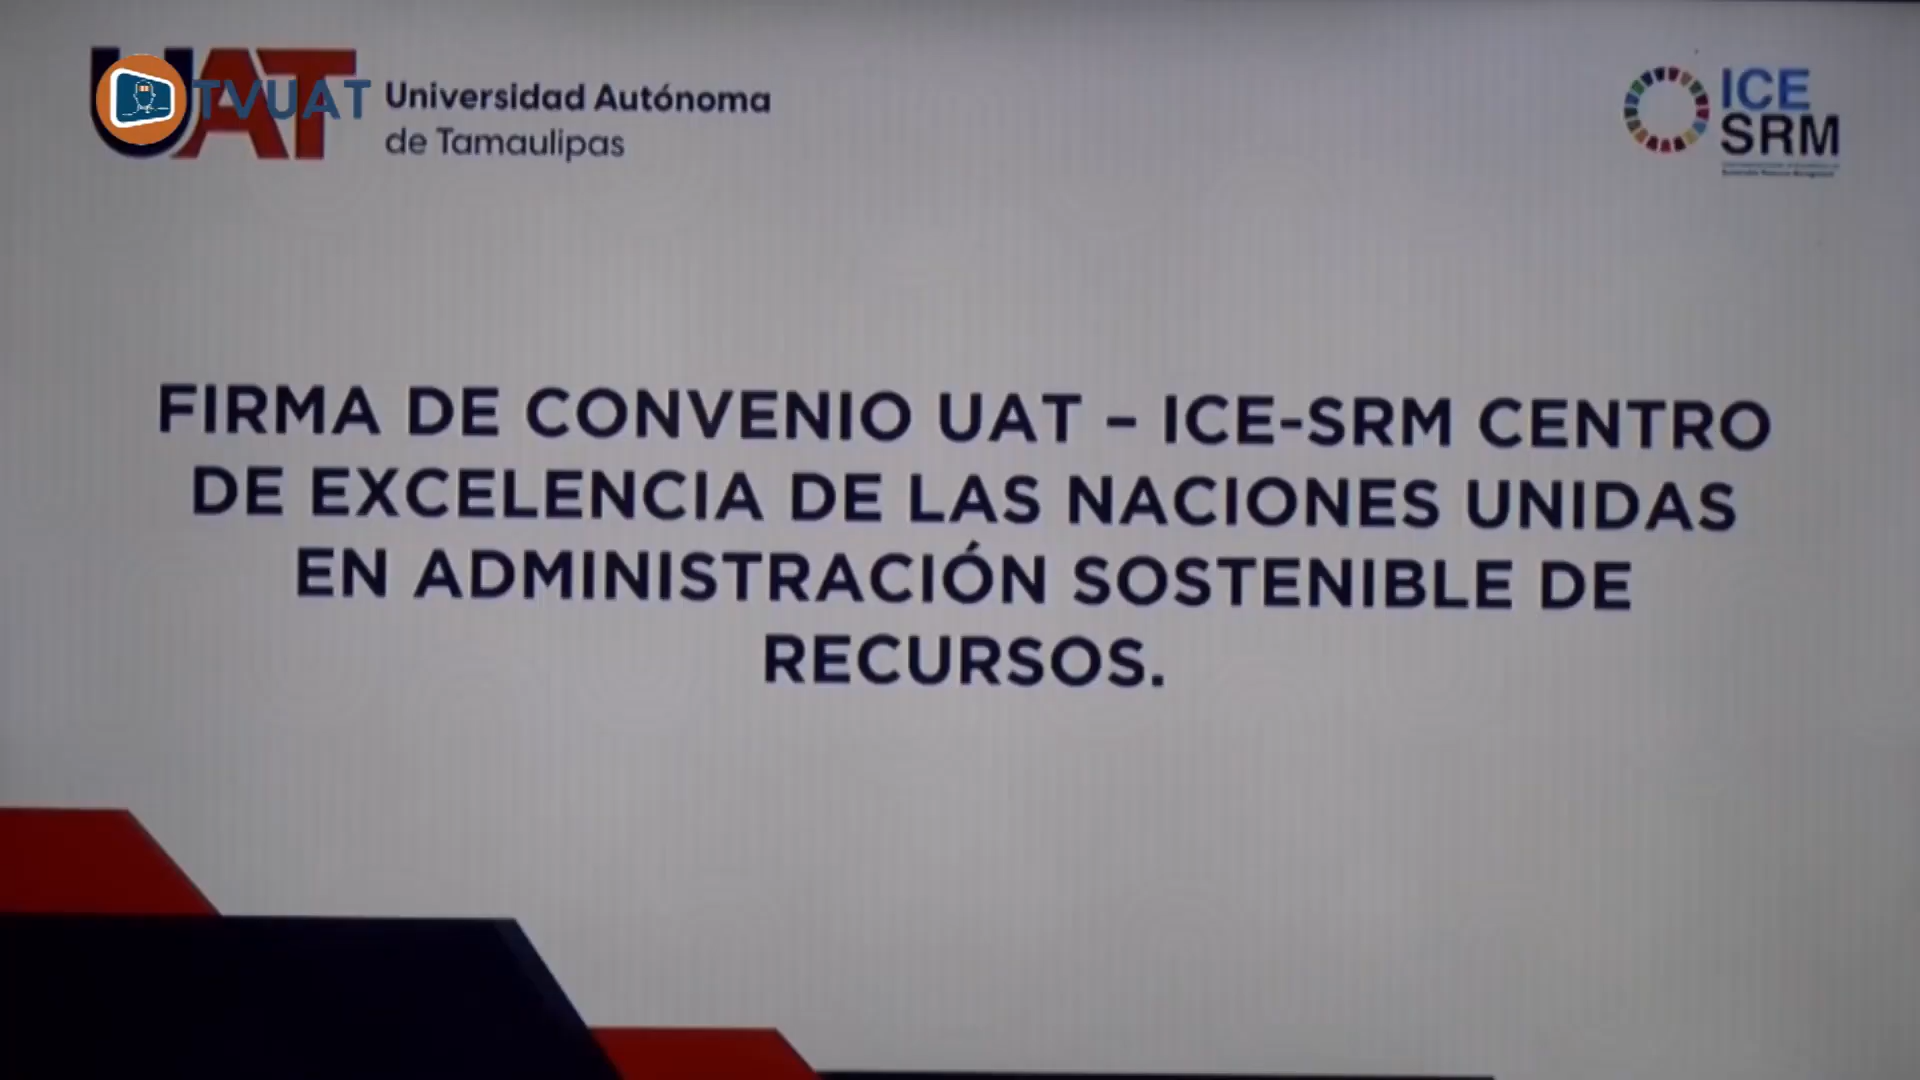 UAT
TVUAT
Universidad Autónoma
de Tamaulipas
ICE
SRM
FIRMA DE CONVENIO UAT – ICE-SRM CENTRO
DE EXCELENCIA DE LAS NACIONES UNIDAS
EN ADMINISTRACIÓN SOSTENIBLE DE
RECURSOS.